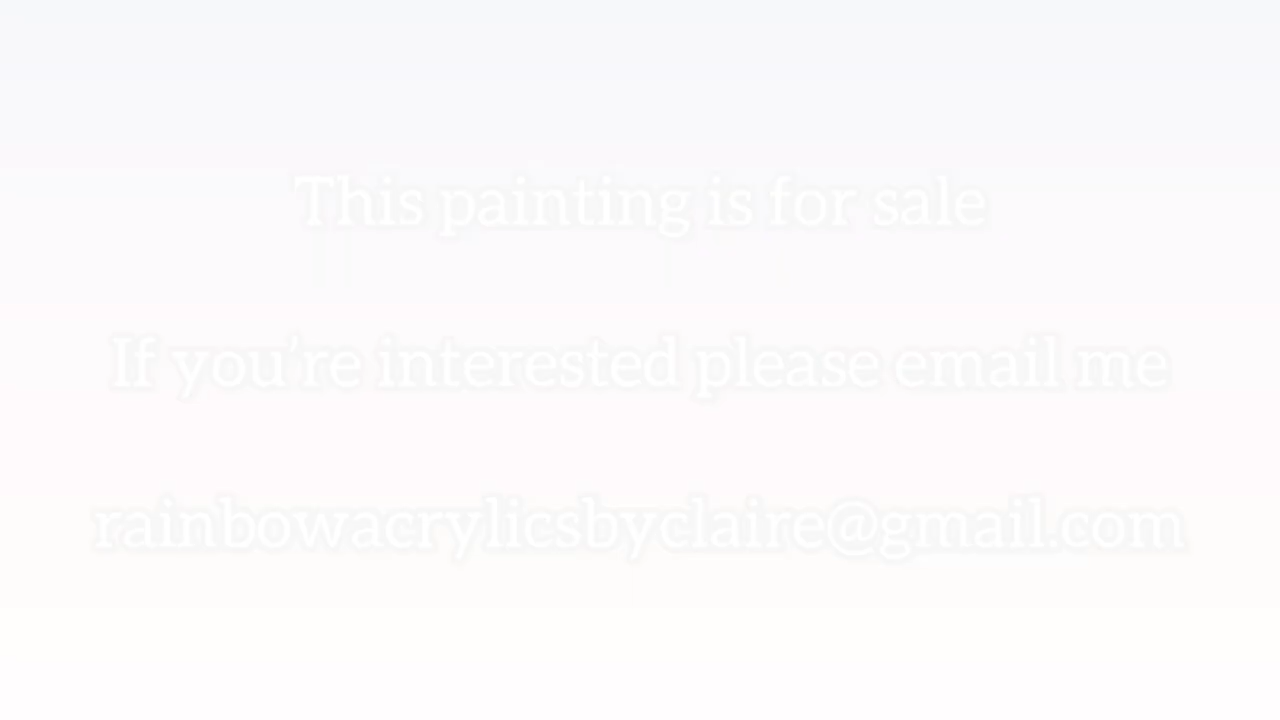 This painting is for sale
If you’re interested please email me
rainbowacrylicsbyclaire@gmail.com